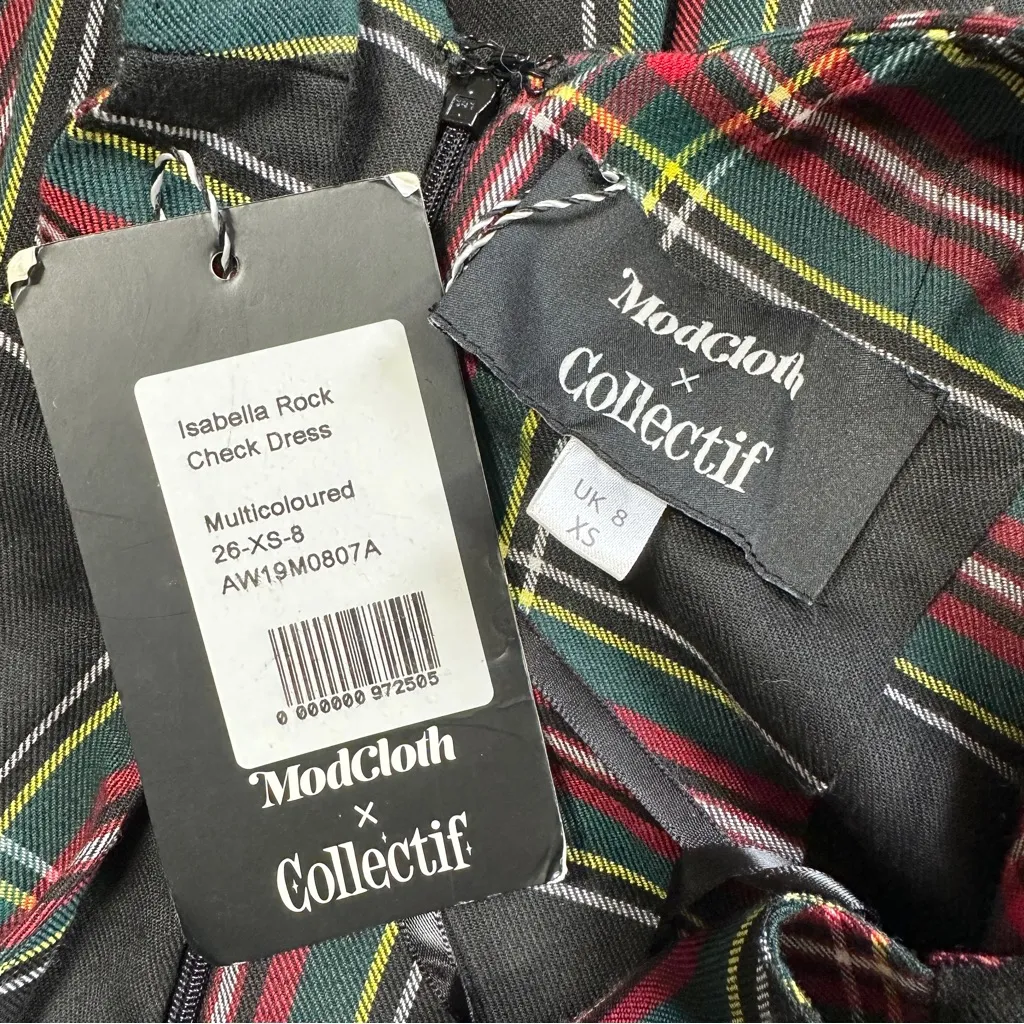 Isabella Rock
Check Dress
Multicoloured
26-XS-8
AW19M0807A
0 000000 972505
ModCloth
×
Collectif
ModCloth
×
Collectif
UK 8
XS